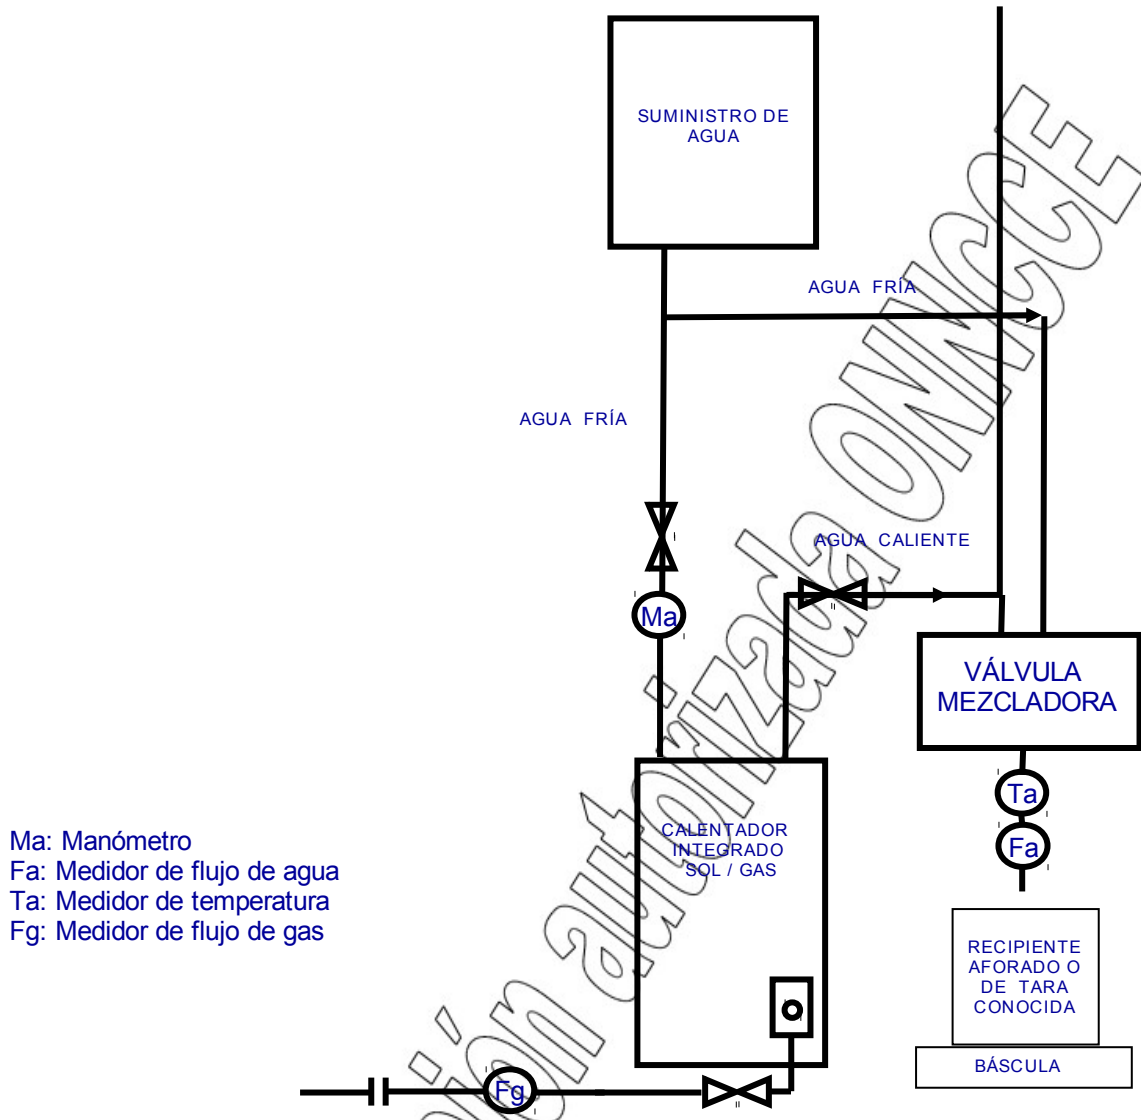 SUMINISTRO DE
AGUA
AGUA FRÍA
AGUA FRÍA
AGUA CALIENTE
Ma
VÁLVULA
MEZCLADORA
Ta
Fa
CALENTADOR
INTEGRADO
SOL / GAS
Ma: Manómetro
Fa: Medidor de flujo de agua
Ta: Medidor de temperatura
Fg: Medidor de flujo de gas
RECIPIENTE
AFORADO O
DE TARA
CONOCIDA
BÁSCULA
Fg
ión autorizada ONNCCE